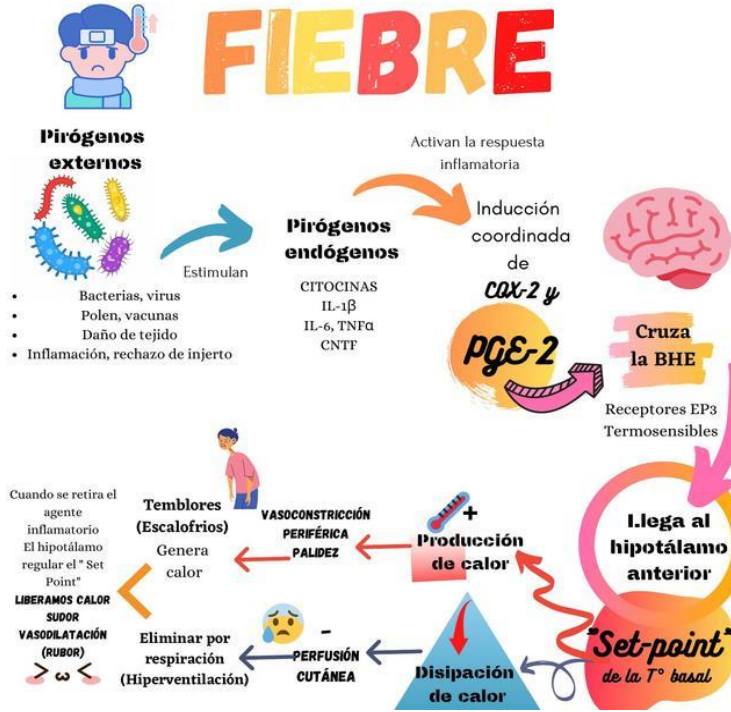 FIEBRE
Pirógenos
externos
Estimulan
• Bacterias, virus
• Polen, vacunas
• Daño de tejido
• Inflamación, rechazo de injerto
Pirógenos
endógenos
CITOCINAS
IL-1β
IL-6, TNFα
CNTF
Activan la respuesta
inflamatoria
Inducción
coordinada
de
COX-2 y
PGE-2
Cruza
la BHE
Receptores EP3
Termosensibles
Llega al
hipotálamo
anterior
"Set-point"
de la Tº basal
+
Producción
de calor
VASOCONSTRICCIÓN
PERIFÉRICA
PALIDEZ
Temblores
(Escalofrios)
Genera
calor
Disipación
de calor
-
PERFUSIÓN
CUTÁNEA
Eliminar por
respiración
(Hiperventilación)
Cuando se retira el
agente
inflamatorio
El hipotálamo
regular el " Set
Point"
LIBERAMOS CALOR
SUDOR
VASODILATACIÓN
(RUBOR)